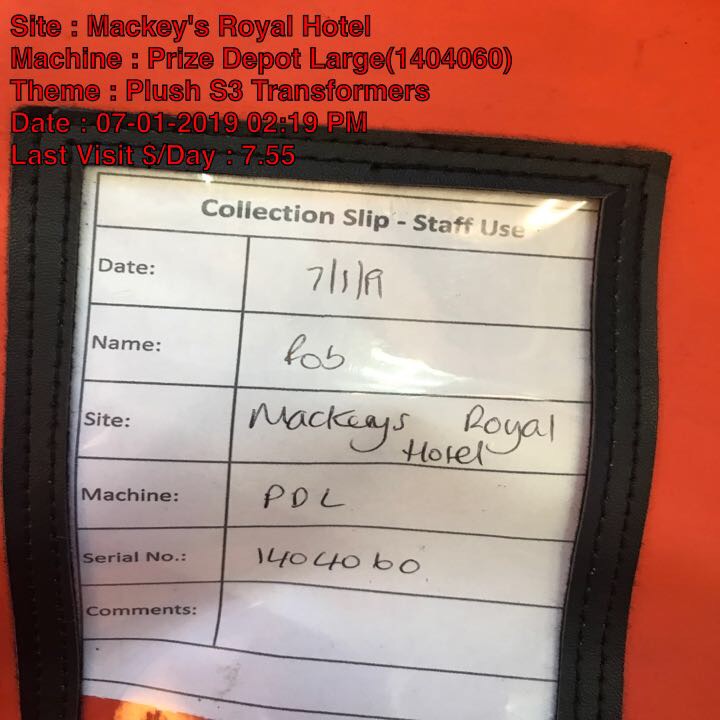 Site : Mackey's Royal Hotel
Machine : Prize Depot Large(1404060)
Theme : Plush S3 Transformers
Date : 07-01-2019 02:19 PM
Last Visit $/Day : 7.55
Collection Slip - Staff Use
Date: 7/1/19
Name: Rob
Site: Mackeys Royal
Hotel
Machine: PDL
Serial No.: 1404060
Comments: